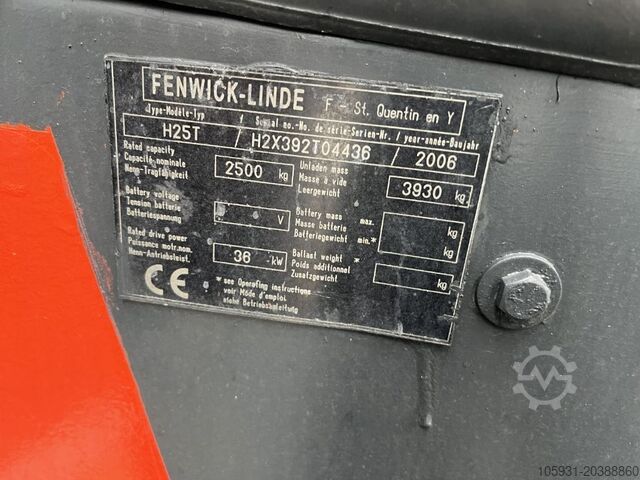 FENWICK-LINDE F - St. Quentin en Y
Type-Modèle-Typ / Serial no.-No. de série-Serien-Nr. / year-année-Baujahr
H25T / H2X392T04436 / 2006
Rated capacity
Capacité nominale
Nenn-Tragfähigkeit
2500 kg
Unladen mass
Masse à vide
Leergewicht
3930 kg
Battery voltage
Tension batterie
Batteriespannung
V
Battery mass max.
Masse batterie
Batteriegewicht min.*
kg
kg
Rated drive power
Puissance motr.nom.
Nenn-Antriebsleist.
36 kW
Ballast weight *
Poids additionnel
Zusatzgewicht
kg
CE
* see Operating instructions
voir Mode d'emploi
siehe Betriebsanleitung
105931-20388860